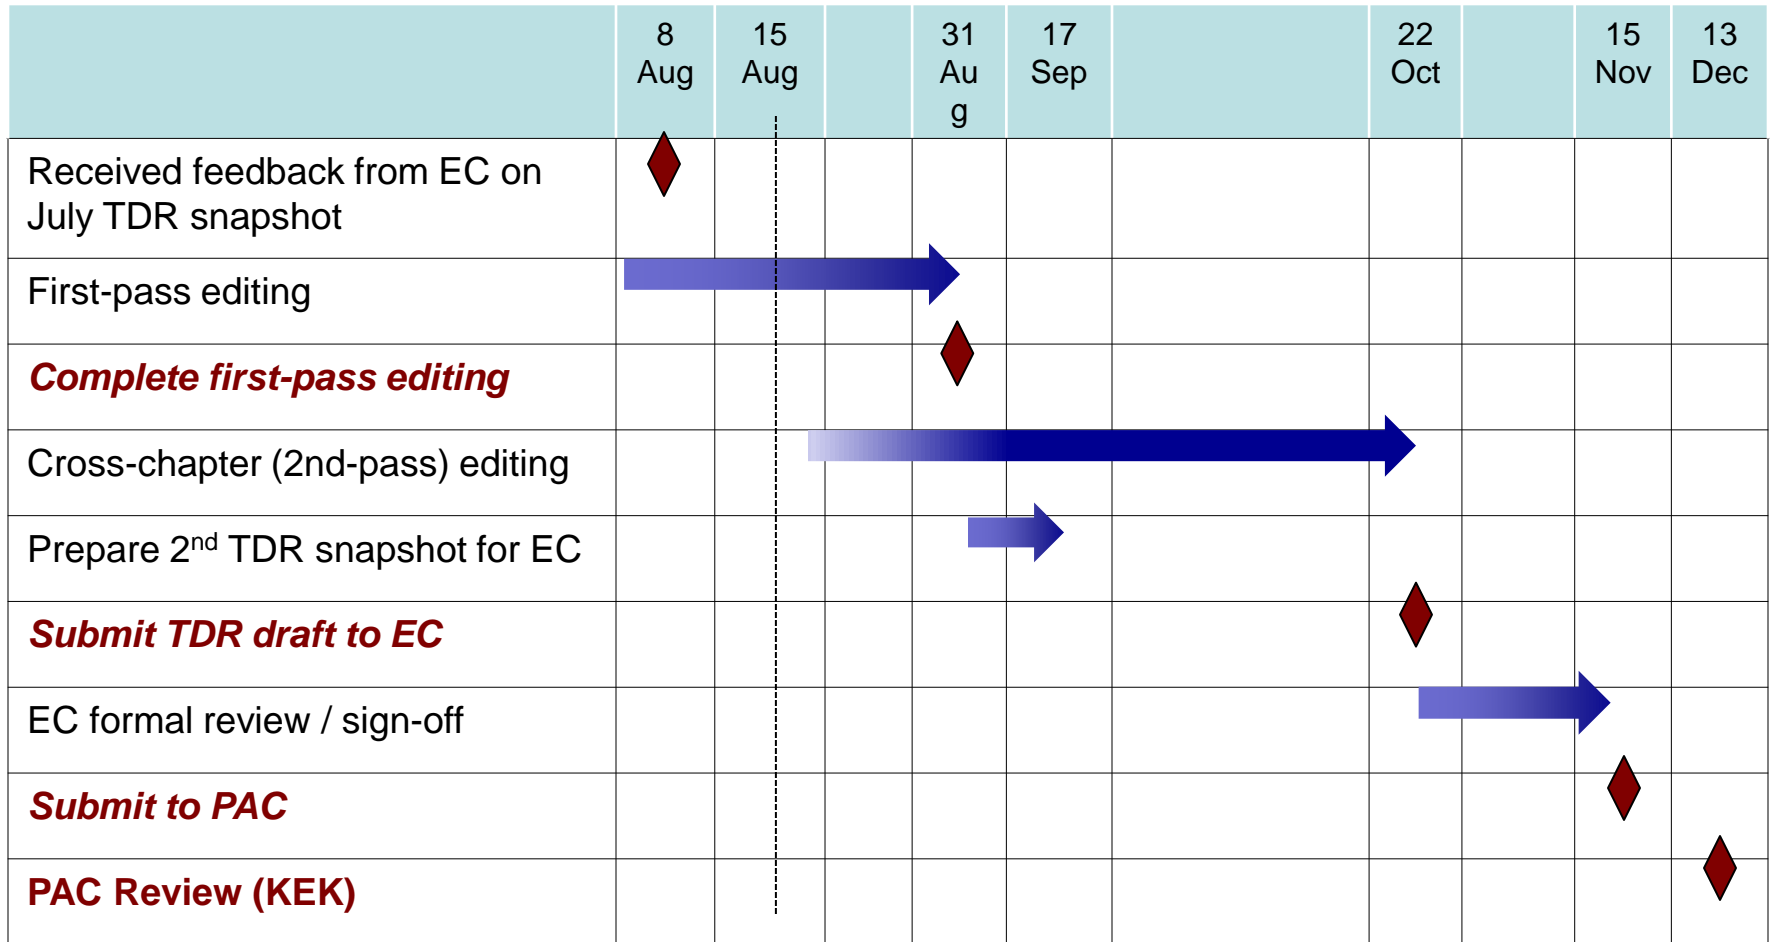 8 15 31 17 22 15 13
Aug Aug Au Sep Oct Nov Dec
g
Received feedback from EC on
July TDR snapshot
First-pass editing
Complete first-pass editing
Cross-chapter (2nd-pass) editing
Prepare 2nd TDR snapshot for EC
Submit TDR draft to EC
EC formal review / sign-off
Submit to PAC
PAC Review (KEK)